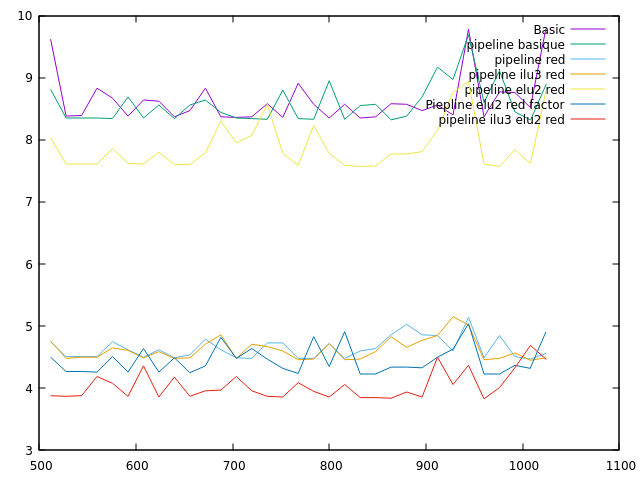 10
9
8
7
6
5
4
3
500
600
700
800
900
1000
1100
Basic
pipeline basique
pipeline red
pipeline ilu3 red
pipeline elu2 red
Piepline elu2 red factor
pipeline ilu3 elu2 red